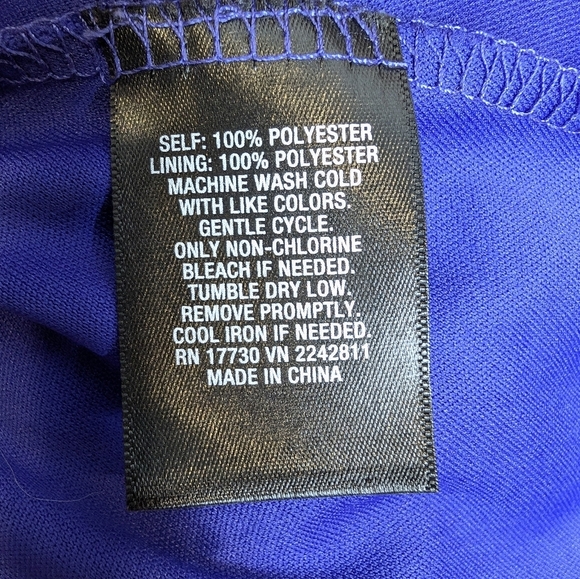 SELF: 100% POLYESTER
LINING: 100% POLYESTER
MACHINE WASH COLD
WITH LIKE COLORS.
GENTLE CYCLE.
ONLY NON-CHLORINE
BLEACH IF NEEDED.
TUMBLE DRY LOW.
REMOVE PROMPTLY.
COOL IRON IF NEEDED.
RN 17730 VN 2242811
MADE IN CHINA